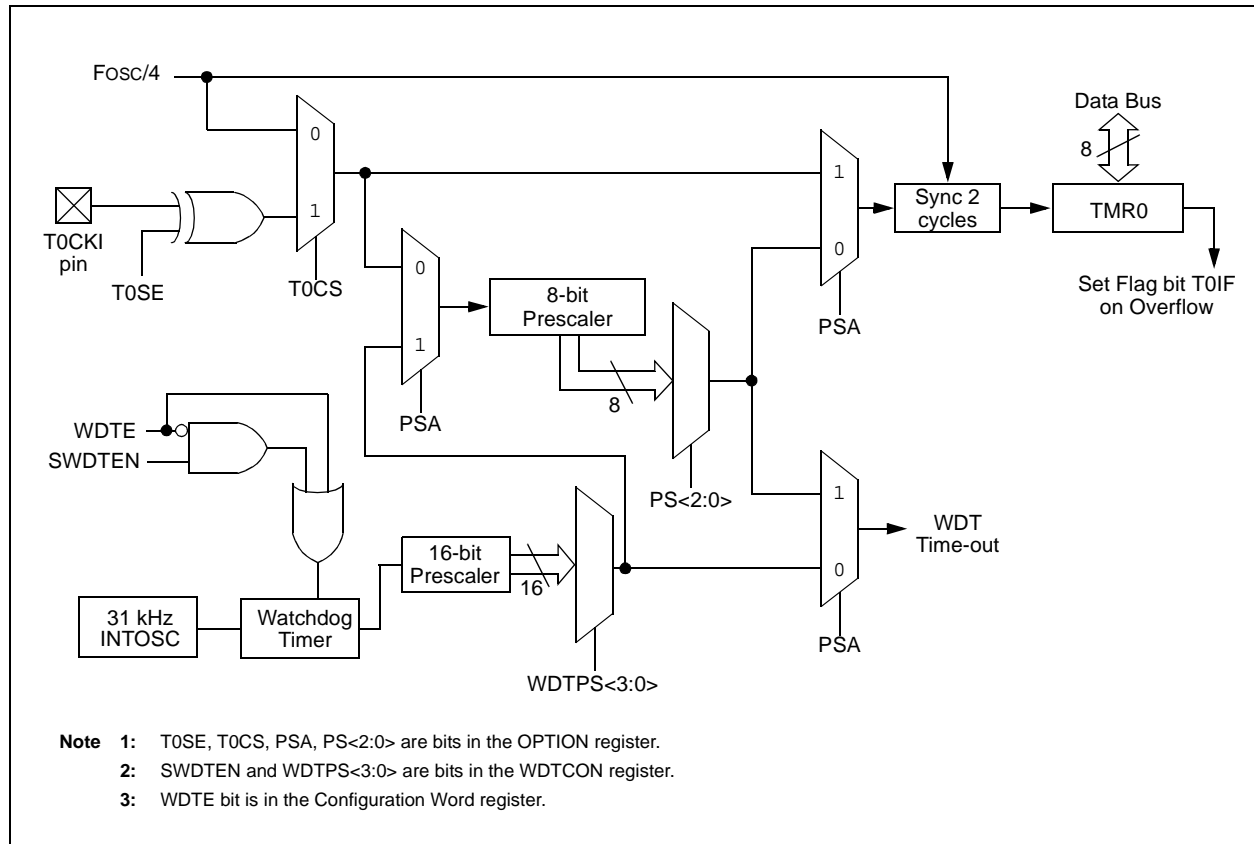 FOSC/4
Data Bus
0
8
1
1
Sync 2
cycles
TMR0
T0CKI
pin
T0SE
T0CS
0
0
8-bit
Prescaler
Set Flag bit T0IF
on Overflow
PSA
1
8
PSA
WDTE
SWDTEN
PS<2:0>
1
WDT
Time-out
16-bit
Prescaler
16
0
31 kHz
INTOSC
Watchdog
Timer
PSA
WDTPS<3:0>
Note 1: T0SE, T0CS, PSA, PS<2:0> are bits in the OPTION register.
2: SWDTEN and WDTPS<3:0> are bits in the WDTCON register.
3: WDTE bit is in the Configuration Word register.